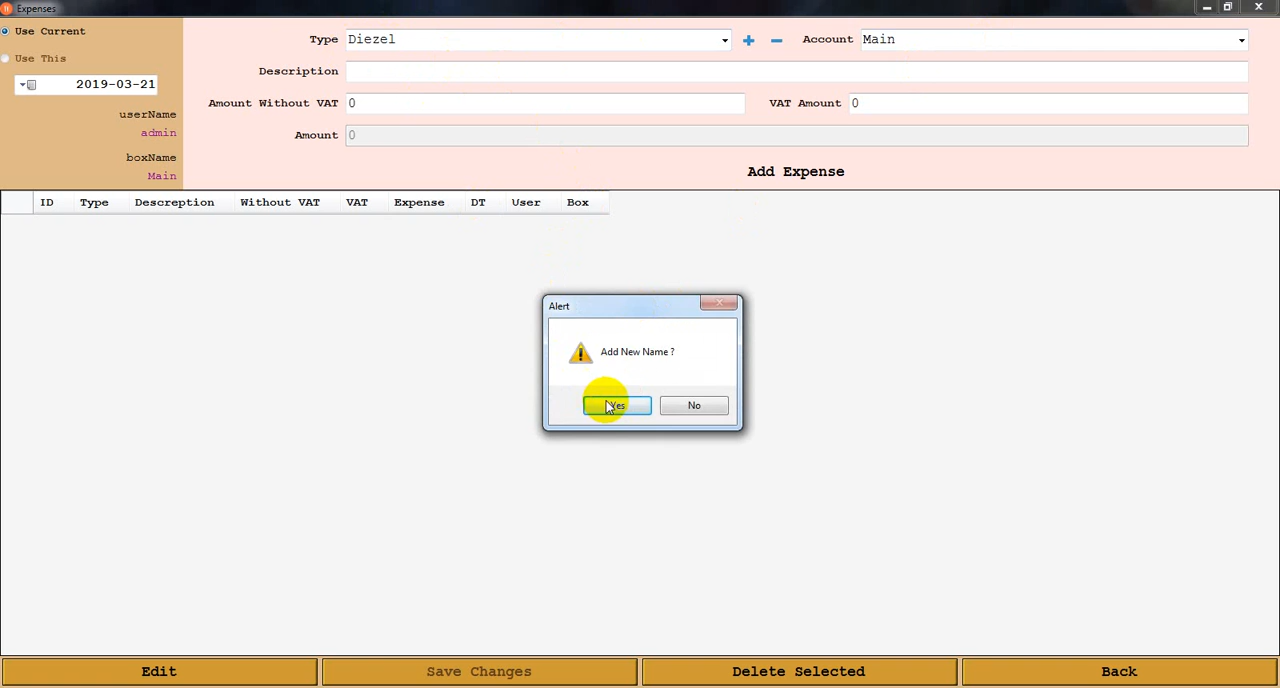 Expenses
Use Current
Use This
2019-03-21
userName
admin
boxName
Main
Type Diezel Account Main
Description
Amount Without VAT 0 VAT Amount 0
Amount 0
Add Expense
ID Type Descreption Without VAT VAT Expense DT User Box
Alert
Add New Name ?
Yes No
Edit Save Changes Delete Selected Back